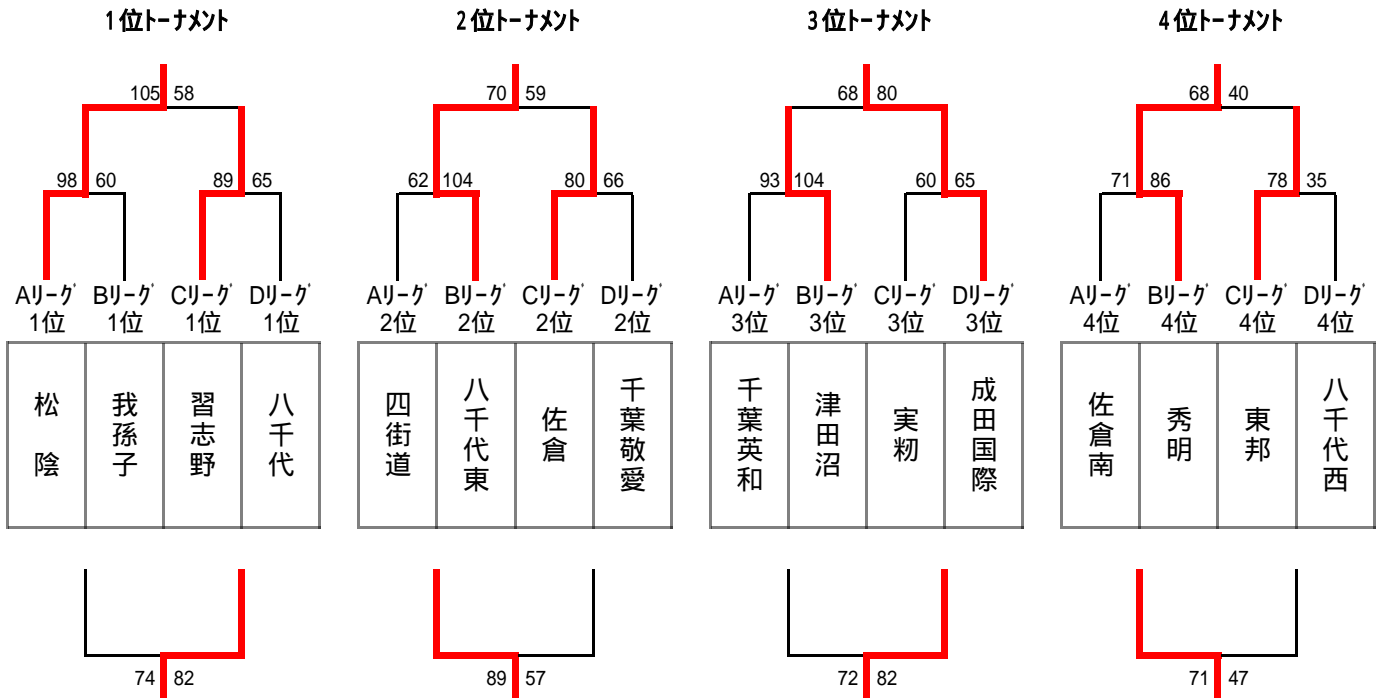 1位トーナメント 2位トーナメント 3位トーナメント 4位トーナメント
105 58 70 59 68 80 68 40
98 60 89 65 62 104 80 66 93 104 60 65 71 86 78 35
Aリーグ Bリーグ Cリーグ Dリーグ Aリーグ Bリーグ Cリーグ Dリーグ Aリーグ Bリーグ Cリーグ Dリーグ Aリーグ Bリーグ Cリーグ Dリーグ
1位 1位 1位 1位 2位 2位 2位 2位 3位 3位 3位 3位 4位 4位 4位 4位
松陰 我孫子 習志野 八千代 四街道 八千代東 佐倉 千葉敬愛 千葉英和 津田沼 実籾 成田国際 佐倉南 秀明 東邦 八千代西
74 82 89 57 72 82 71 47